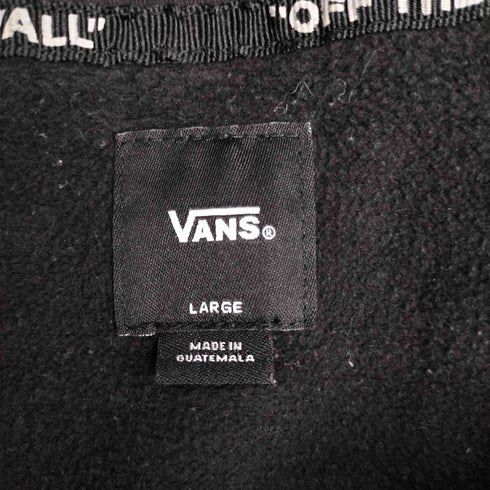 WALL" "OFF THE
VANS®
LARGE
MADE IN
GUATEMALA